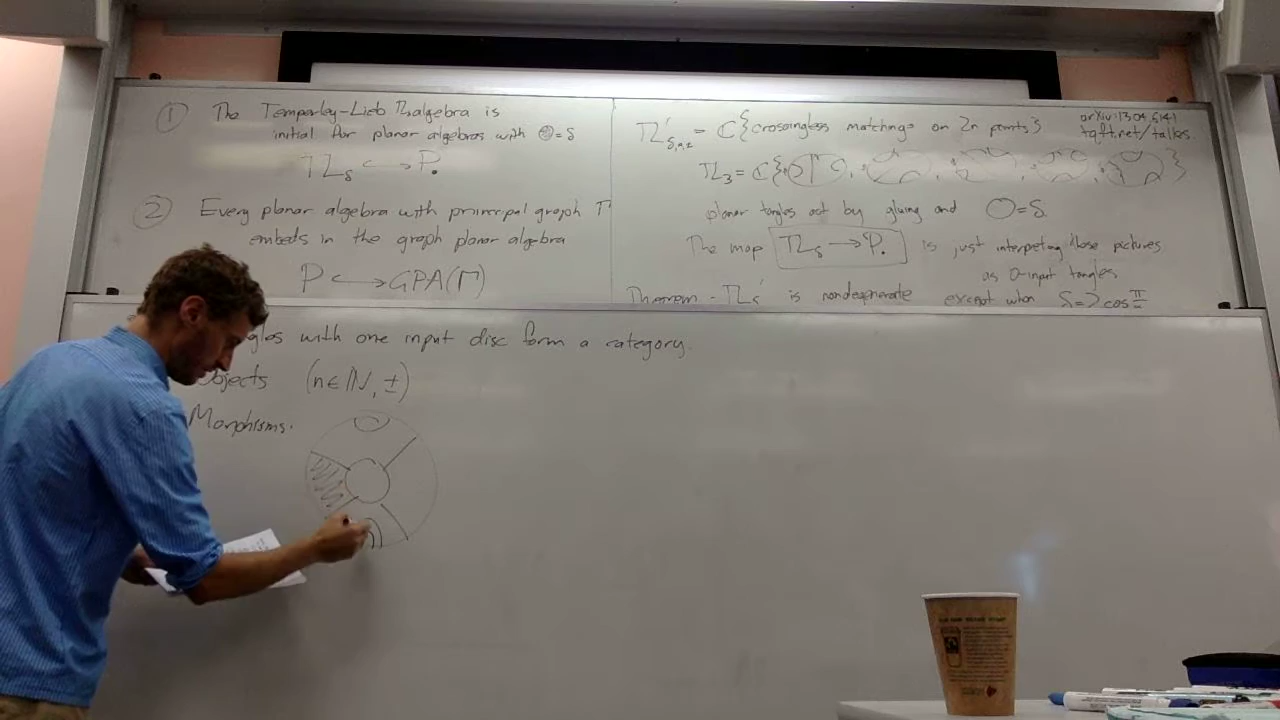 ① The Temperley-Lieb algebra is
initial for planar algebras with = δ
TL_δ ↪ P.
② Every planar algebra with principal graph Γ
embeds in the graph planar algebra
P ↪ GPA(Γ)
= ℂ{crossingless matchings on 2n points}
arXiv:1304.6141
tqft.net/talks
TL_3 = ℂ{ , , , , }
planar tangles act by gluing and ◯=δ
The map TL_δ → P. is just interpreting those pictures
as 0-input tangles
Theorem - TL_δ' is nondegenerate except when δ=2cos π/n
with one input disc form a category.
Objects (n∈ℕ, ±)
Morphisms.